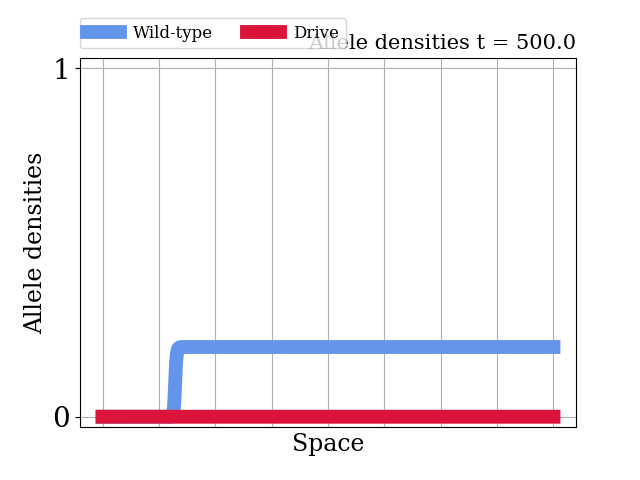 Wild-type Drive
Allele densities t = 500.0
1
Allele densities
0
Space